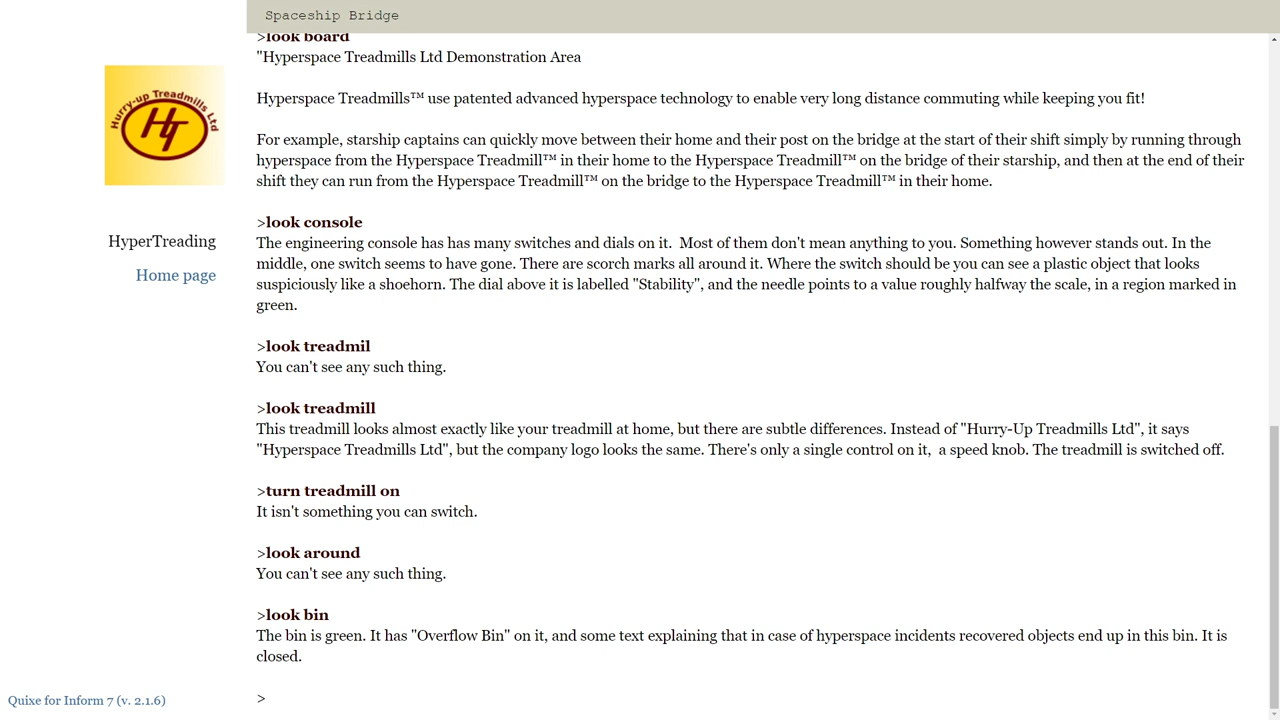 Spaceship Bridge
>look board
"Hyperspace Treadmills Ltd Demonstration Area
Hyperspace Treadmills™ use patented advanced hyperspace technology to enable very long distance commuting while keeping you fit!
For example, starship captains can quickly move between their home and their post on the bridge at the start of their shift simply by running through
hyperspace from the Hyperspace Treadmill™ in their home to the Hyperspace Treadmill™ on the bridge of their starship, and then at the end of their
shift they can run from the Hyperspace Treadmill™ on the bridge to the Hyperspace Treadmill™ in their home.
>look console
The engineering console has has many switches and dials on it.  Most of them don't mean anything to you. Something however stands out. In the
middle, one switch seems to have gone. There are scorch marks all around it. Where the switch should be you can see a plastic object that looks
suspiciously like a shoehorn. The dial above it is labelled "Stability", and the needle points to a value roughly halfway the scale, in a region marked in
green.
>look treadmil
You can't see any such thing.
>look treadmill
This treadmill looks almost exactly like your treadmill at home, but there are subtle differences. Instead of "Hurry-Up Treadmills Ltd", it says
"Hyperspace Treadmills Ltd", but the company logo looks the same. There's only a single control on it,  a speed knob. The treadmill is switched off.
>turn treadmill on
It isn't something you can switch.
>look around
You can't see any such thing.
>look bin
The bin is green. It has "Overflow Bin" on it, and some text explaining that in case of hyperspace incidents recovered objects end up in this bin. It is
closed.
>
Hurry-up Treadmills Ltd
HT
HyperTreading
Home page
Quixe for Inform 7 (v. 2.1.6)